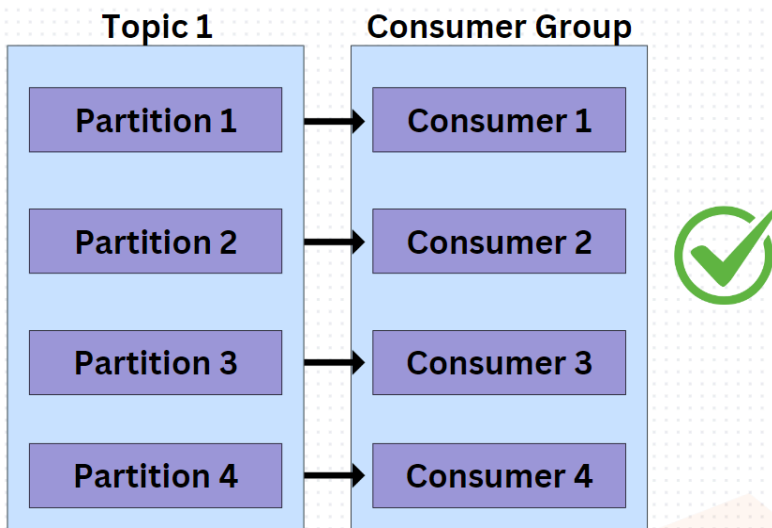 Topic 1
Consumer Group
Partition 1
Consumer 1
Partition 2
Consumer 2
Partition 3
Consumer 3
Partition 4
Consumer 4